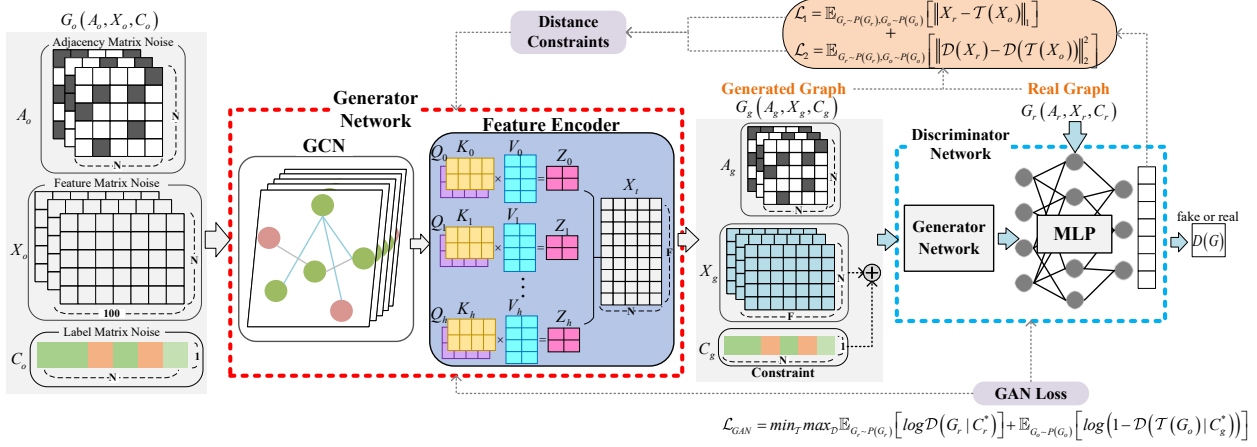 G_o(A_o, X_o, C_o)
Adjacency Matrix Noise
A_o
N
N
Feature Matrix Noise
X_o
N
100
Label Matrix Noise
C_o
1
N
Generator
Network
GCN
Feature Encoder
Q_0 K_0 V_0 Z_0
× =
Q_1 K_1 V_1 Z_1
× =
Q_h K_h V_h Z_h
× =
X_t
F
N
Distance
Constraints
ℒ_1 = 𝔼_{G_r~P(G_r),G_o~P(G_o)}[‖X_r − 𝒯(X_o)‖_1]
+
ℒ_2 = 𝔼_{G_r~P(G_r),G_o~P(G_o)}[‖𝒟(X_r) − 𝒟(𝒯(X_o))‖_2^2]
Generated Graph
G_g(A_g, X_g, C_g)
A_g
N
N
X_g
N
F
C_g
1
N
Constraint
Real Graph
G_r(A_r, X_r, C_r)
Discriminator
Network
Generator
Network
MLP
fake or real
D(G)
GAN Loss
ℒ_GAN = min_𝒯 max_𝒟 𝔼_{G_r~P(G_r)}[log𝒟(G_r | C_r^*)] + 𝔼_{G_o~P(G_o)}[log(1−𝒟(𝒯(G_o) | C_g^*))]